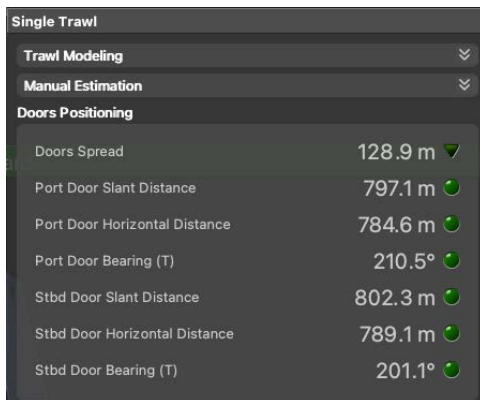 Single Trawl
Trawl Modeling
Manual Estimation
Doors Positioning
Doors Spread 128.9 m
Port Door Slant Distance 797.1 m
Port Door Horizontal Distance 784.6 m
Port Door Bearing (T) 210.5°
Stbd Door Slant Distance 802.3 m
Stbd Door Horizontal Distance 789.1 m
Stbd Door Bearing (T) 201.1°